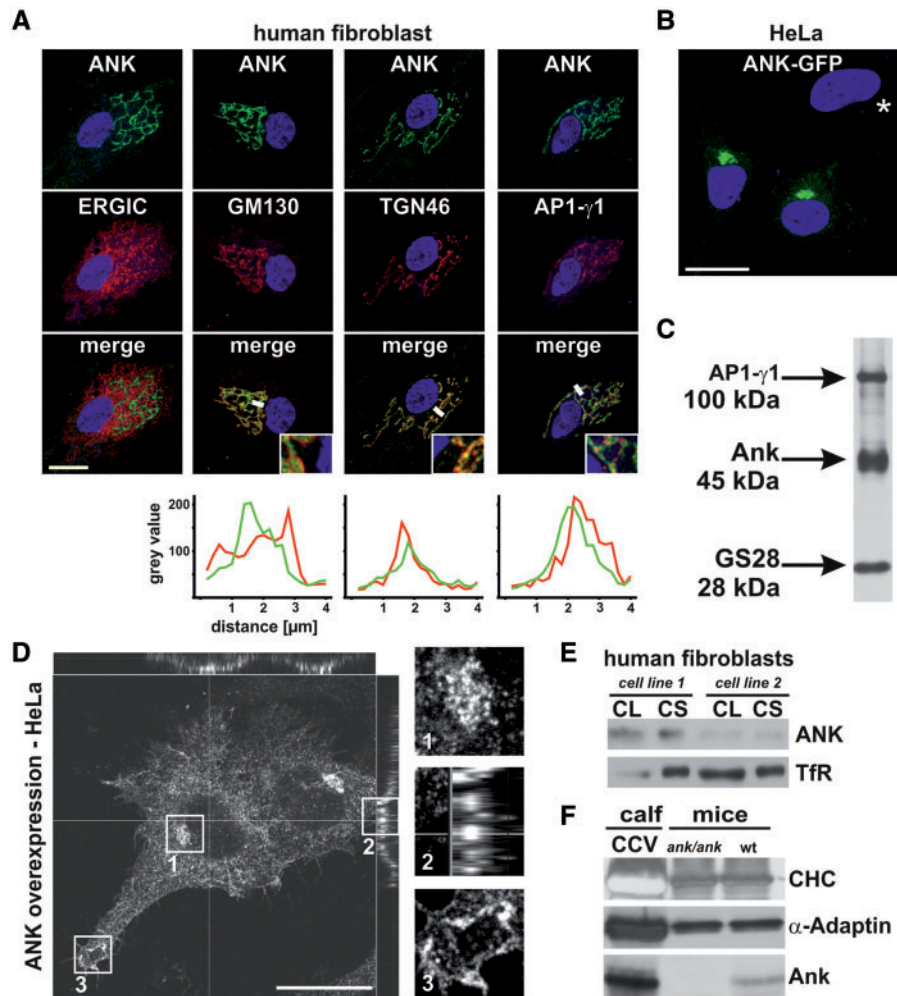 A
human fibroblast
ANK ANK ANK ANK
ERGIC GM130 TGN46 AP1-γ1
merge merge merge merge
grey value
200
100
1 2 3 4 1 2 3 4 1 2 3 4
distance [µm]
B
HeLa
ANK-GFP
*
C
AP1-γ1
100 kDa
Ank
45 kDa
GS28
28 kDa
D
ANK overexpression - HeLa
1
2
3
1
2
3
E
human fibroblasts
cell line 1 cell line 2
CL CS CL CS
ANK
TfR
F
calf mice
CCV ank/ank wt
CHC
α-Adaptin
Ank